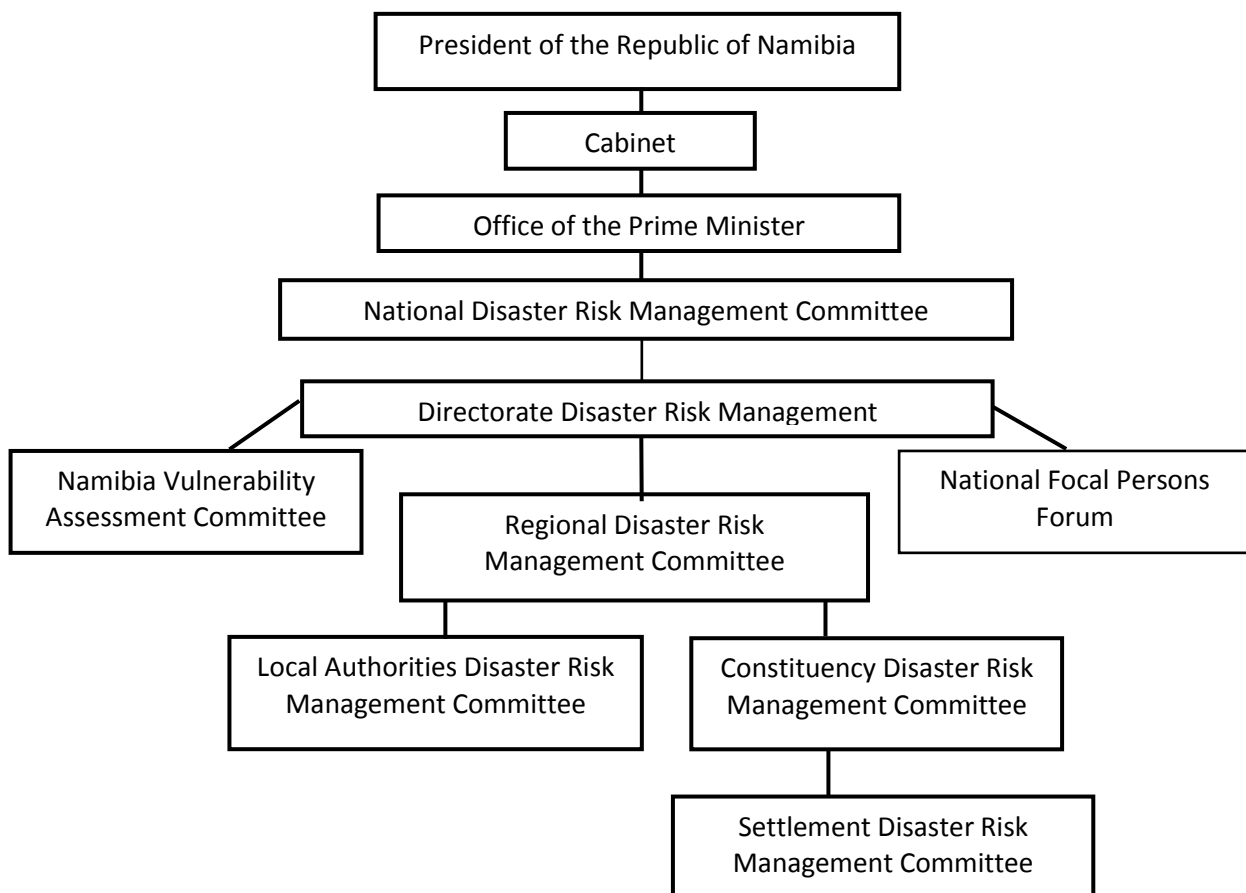 President of the Republic of Namibia
Cabinet
Office of the Prime Minister
National Disaster Risk Management Committee
Directorate Disaster Risk Management
Namibia Vulnerability
Assessment Committee
National Focal Persons
Forum
Regional Disaster Risk
Management Committee
Local Authorities Disaster Risk
Management Committee
Constituency Disaster Risk
Management Committee
Settlement Disaster Risk
Management Committee